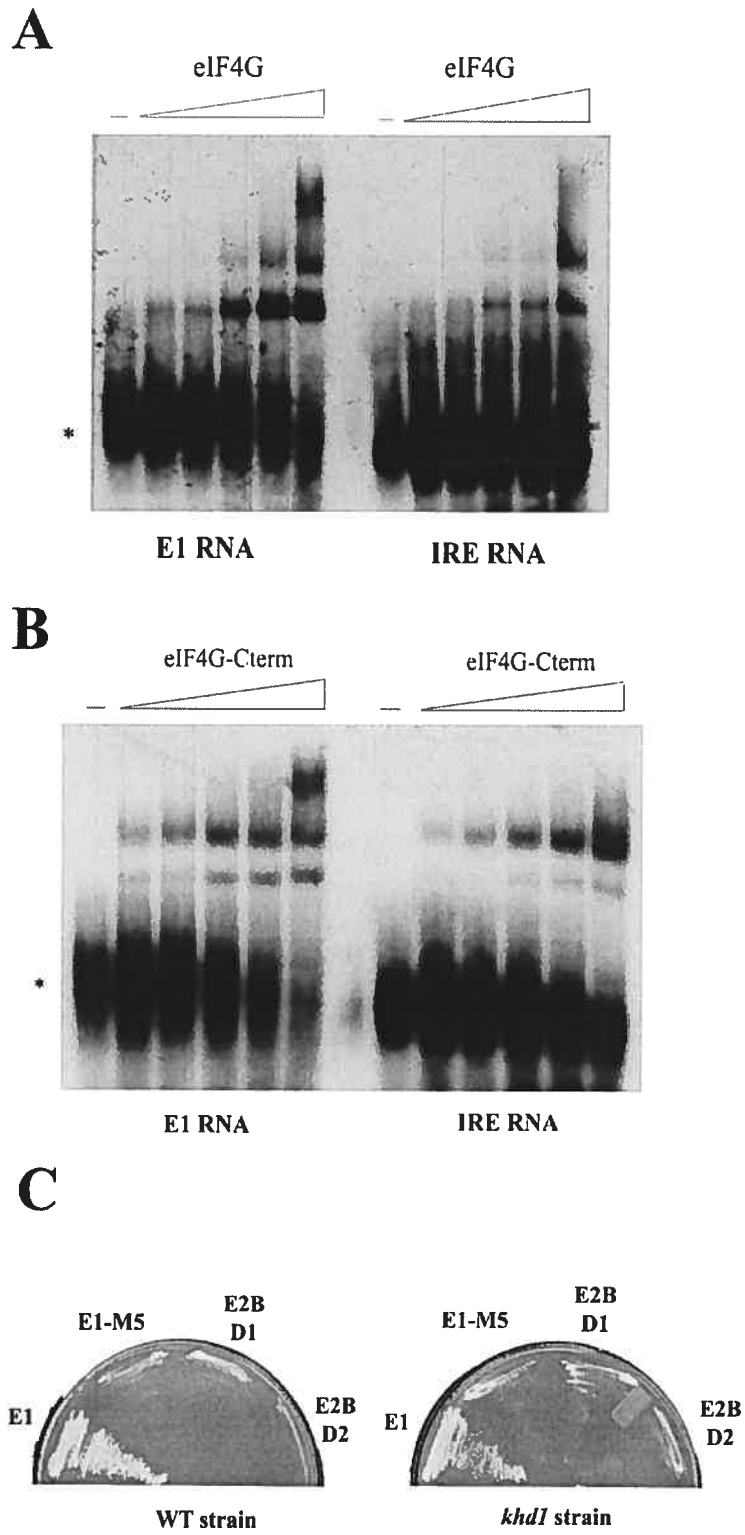 A
eIF4G eIF4G
– –
*
E1 RNA IRE RNA
B
eIF4G-Cterm eIF4G-Cterm
– –
*
E1 RNA IRE RNA
C
E1-M5 E2B D1 E1-M5 E2B D1
E1 E2B D2 E1 E2B D2
WT strain khd1 strain